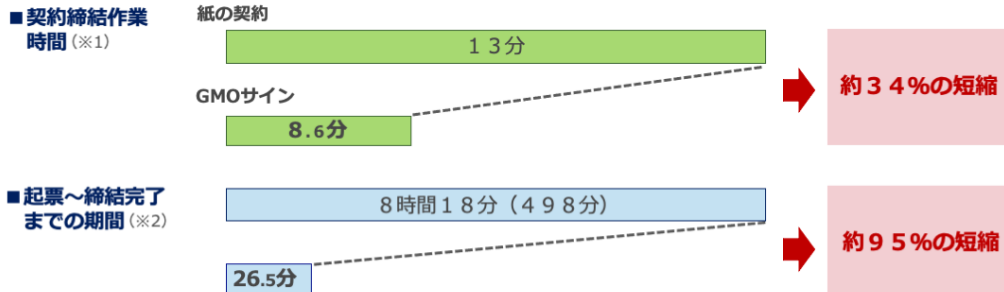 ■契約締結作業
時間(※1)
紙の契約
13分
GMOサイン
8.6分
約34%の短縮
■起票～締結完了
までの期間(※2)
8時間18分（498分）
26.5分
約95%の短縮